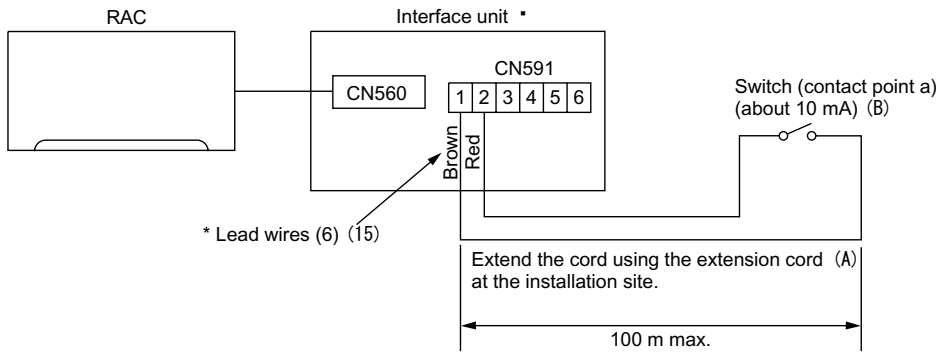 RAC
Interface unit ▪
CN560
CN591
1 2 3 4 5 6
Brown
Red
Switch (contact point a)
(about 10 mA) (B)
* Lead wires (6) (15)
Extend the cord using the extension cord (A)
at the installation site.
100 m max.